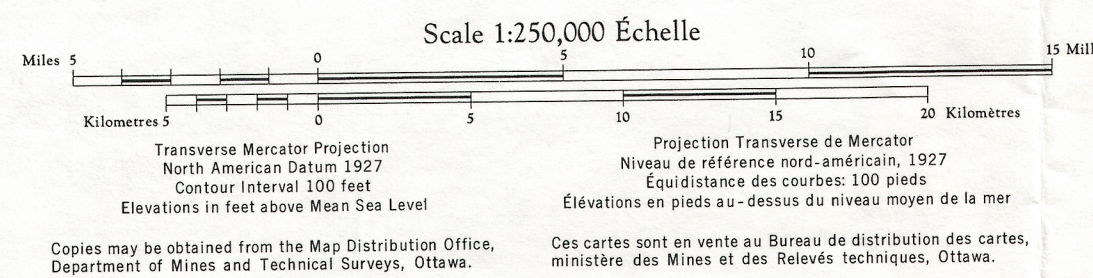 Scale 1:250,000 Échelle
Miles 5 0 5 10 15
Kilometres 5 0 5 10 15 20 Kilomètres
Transverse Mercator Projection
North American Datum 1927
Contour Interval 100 feet
Elevations in feet above Mean Sea Level
Projection Transverse de Mercator
Niveau de référence nord-américain, 1927
Équidistance des courbes: 100 pieds
Élévations en pieds au-dessus du niveau moyen de la mer
Copies may be obtained from the Map Distribution Office,
Department of Mines and Technical Surveys, Ottawa.
Ces cartes sont en vente au Bureau de distribution des cartes,
ministère des Mines et des Relevés techniques, Ottawa.